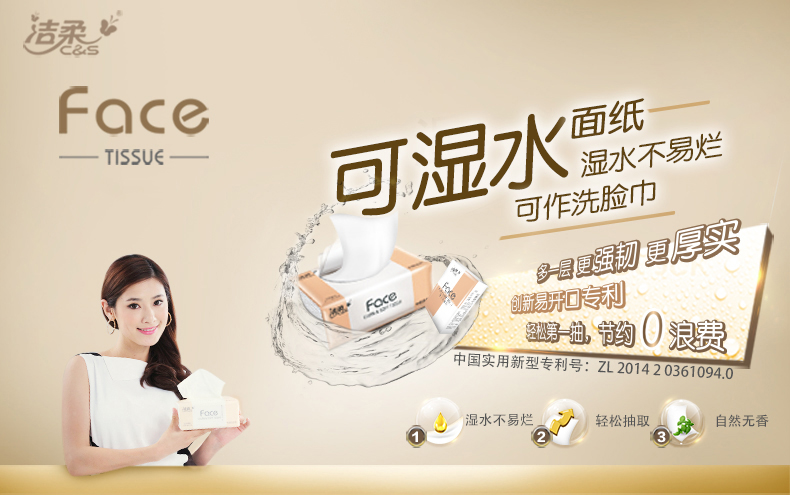 洁柔®
C&S
Face
TISSUE
可湿水面纸
湿水不易烂
可作洗脸巾
多一层 更强韧 更厚实
创新易开口专利
轻松第一抽，节约0浪费
中国实用新型专利号：ZL 2014 2 0361094.0
洁柔
Face
Face
Face
1 湿水不易烂
2 轻松抽取
3 自然无香